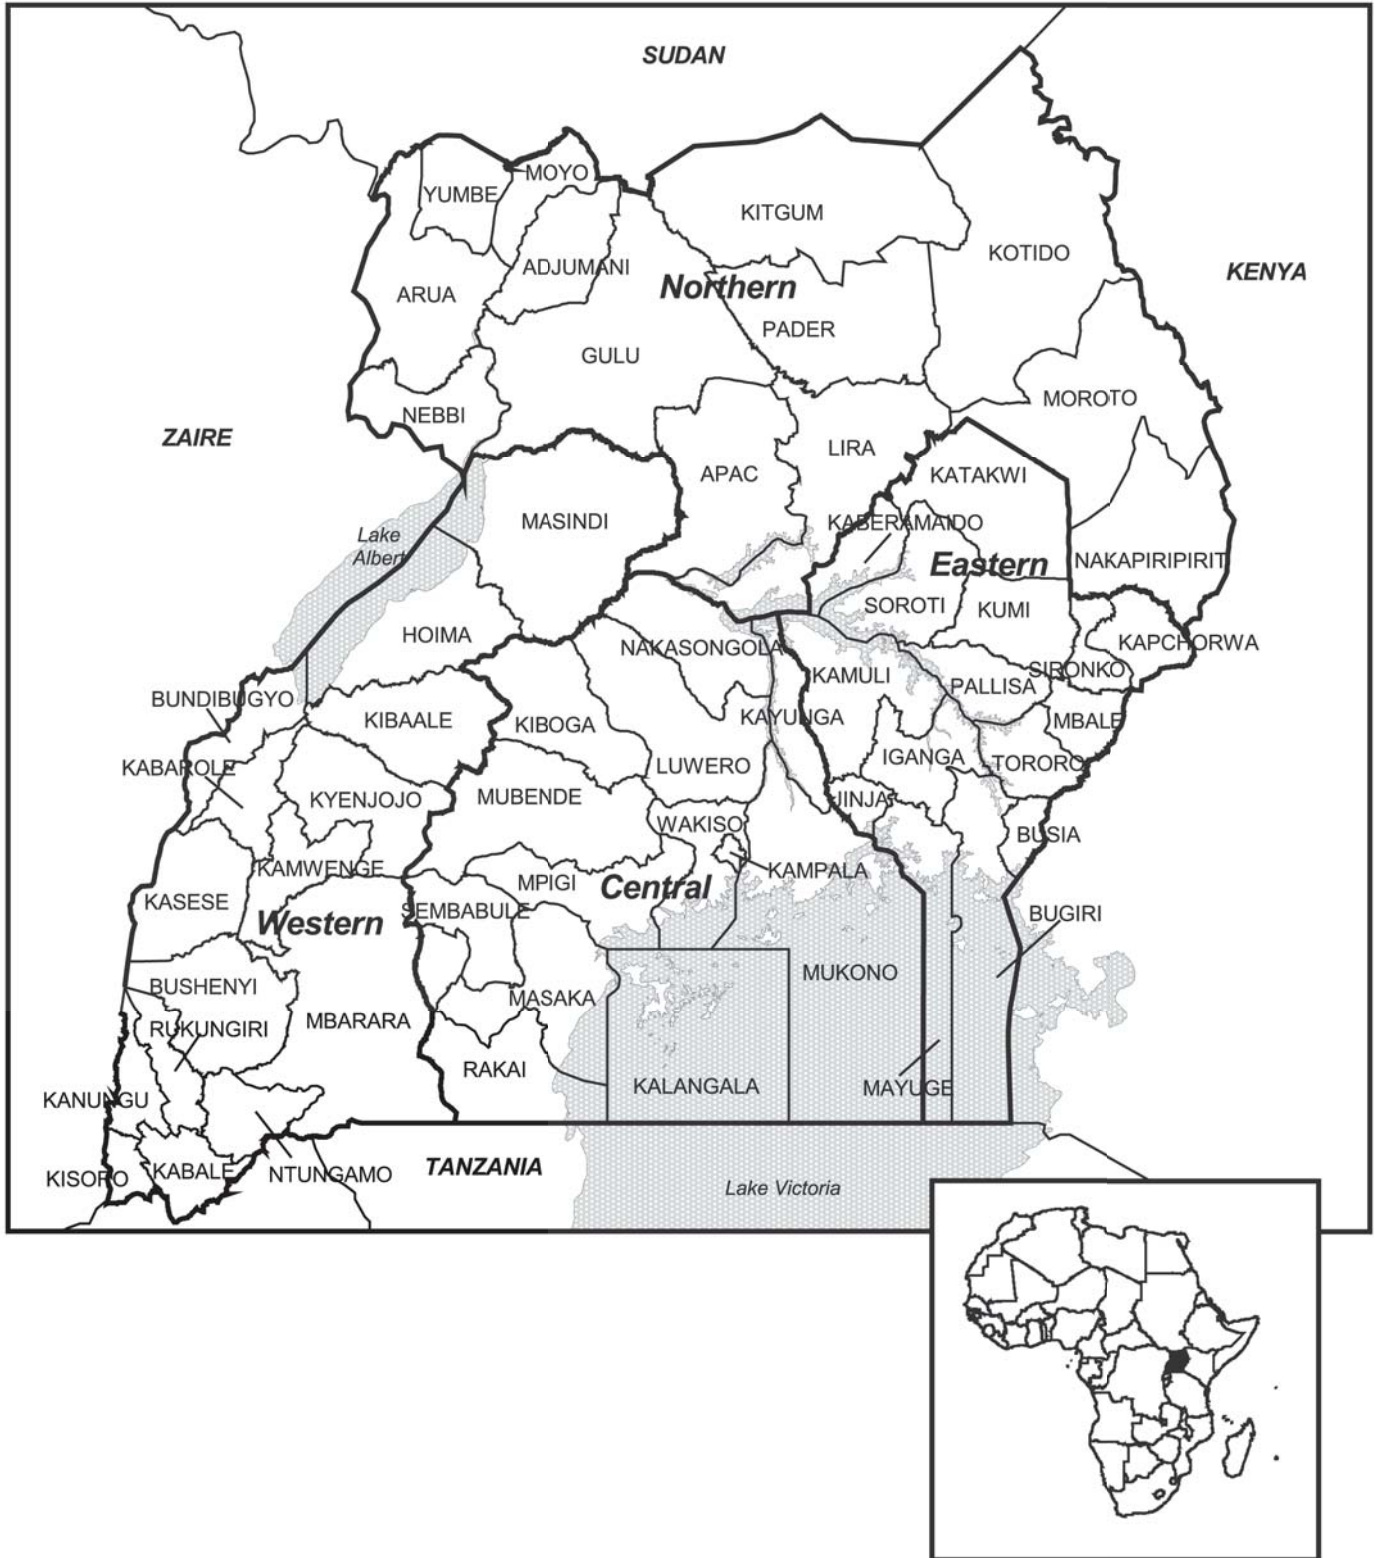 SUDAN
MOYO
YUMBE
KITGUM
KOTIDO
KENYA
ADJUMANI
Northern
ARUA
PADER
GULU
MOROTO
NEBBI
ZAIRE
LIRA
APAC
KATAKWI
MASINDI
KABERAMAIDO
Lake
Albert
Eastern
NAKAPIRIPIRIT
SOROTI
KUMI
HOIMA
NAKASONGOLA
KAPCHORWA
KAMULI
SIRONKO
PALLISA
BUNDIBUGYO
KIBAALE
KIBOGA
KAYUNGA
MBALE
KABAROLE
LUWERO
IGANGA
TORORO
KYENJOJO
MUBENDE
JINJA
WAKISO
BUSIA
KAMWENGE
KAMPALA
MPIGI
Central
KASESE
SEMBABULE
BUGIRI
Western
MUKONO
BUSHENYI
MASAKA
MBARARA
RUKUNGIRI
RAKAI
KALANGALA
MAYUGE
KANUNGU
TANZANIA
KISORO
KABALE
NTUNGAMO
Lake Victoria